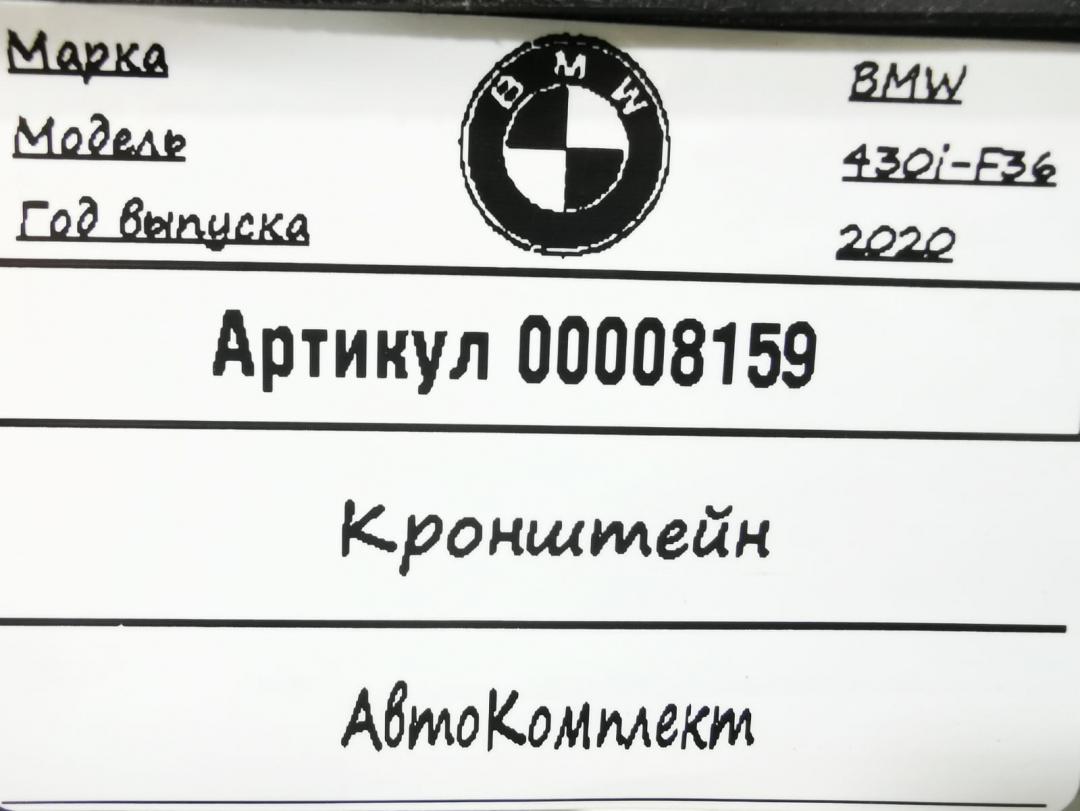 Марка BMW
Модель 430i-F36
Год выпуска 2020
BMW
Артикул 00008159
Кронштейн
АвтоКомплект